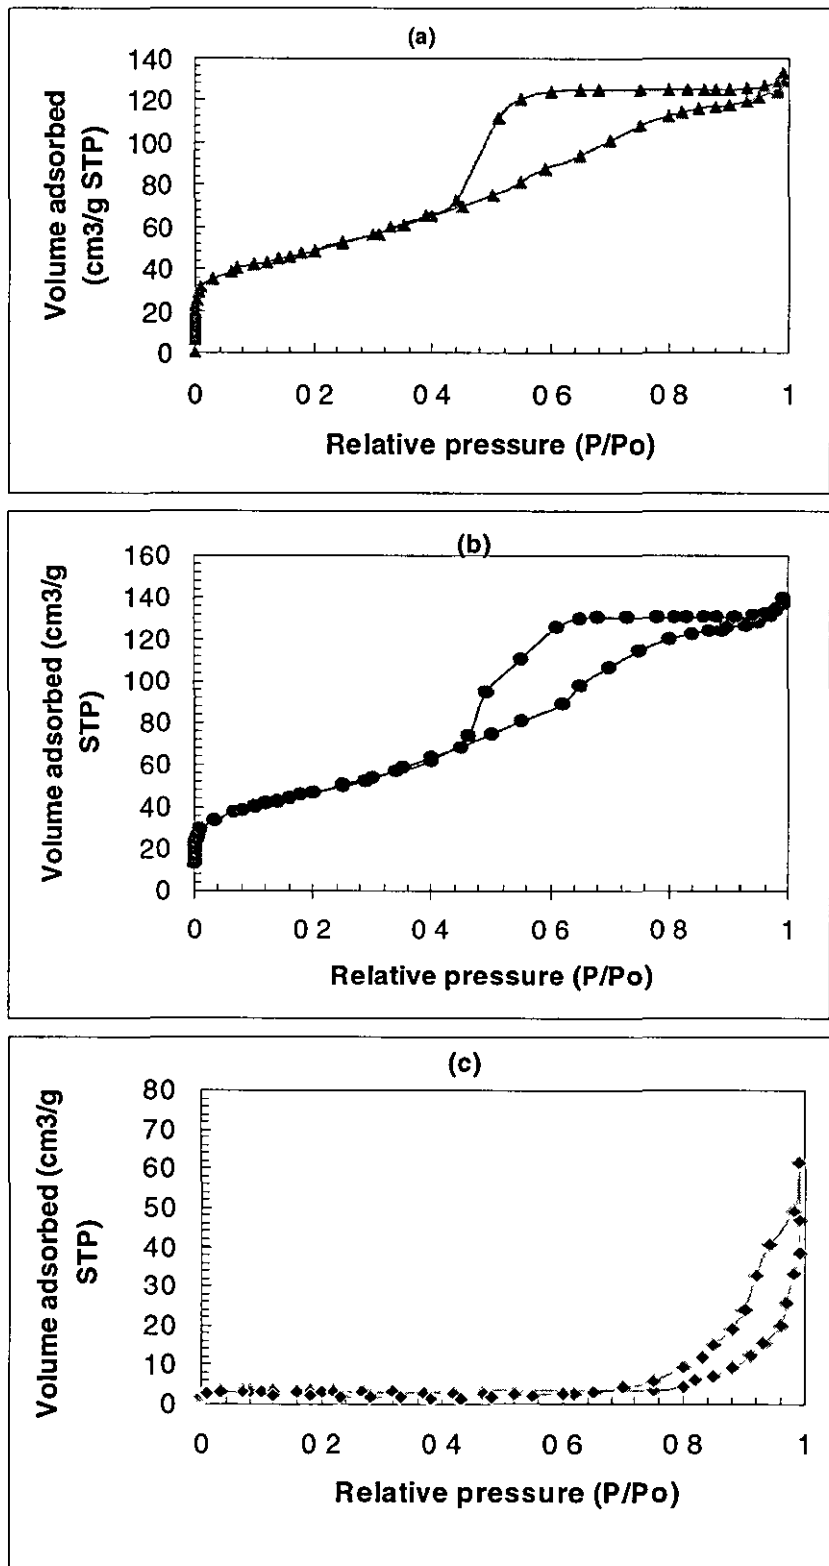 (a)
Volume adsorbed
(cm3/g STP)
140
120
100
80
60
40
20
0
0 0 2 0 4 0 6 0 8 1
Relative pressure (P/Po)
(b)
Volume adsorbed (cm3/g
STP)
160
140
120
100
80
60
40
20
0
0 0 2 0 4 0 6 0 8 1
Relative pressure (P/Po)
(c)
Volume adsorbed (cm3/g
STP)
80
70
60
50
40
30
20
10
0
0 0 2 0 4 0 6 0 8 1
Relative pressure (P/Po)